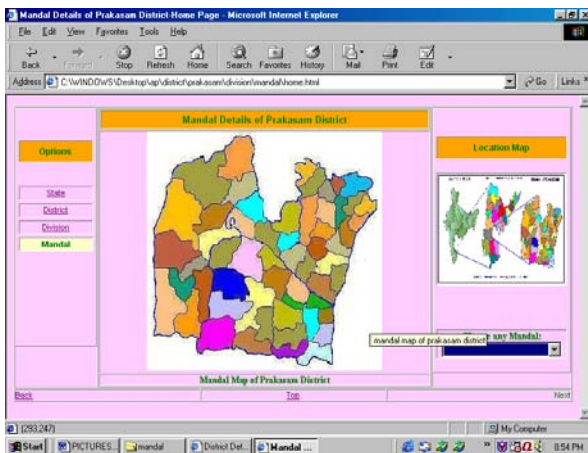 Mandal Details of Prakasam District-Home Page - Microsoft Internet Explorer
File Edit View Favorites Tools Help
Back Forward Stop Refresh Home Search Favorites History Mail Print Edit
Address C:\WINDOWS\Desktop\ap\district\prakasam\division\mandal\home.html Go Links »
Mandal Details of Prakasam District
Options
State
District
Division
Mandal
Location Map
any Mandal:
mandal map of prakasam district
Mandal Map of Prakasam District
Back Top Next
(293,247) My Computer
Start PICTURES... mandal District Det... Mandal ... » 8:54 PM